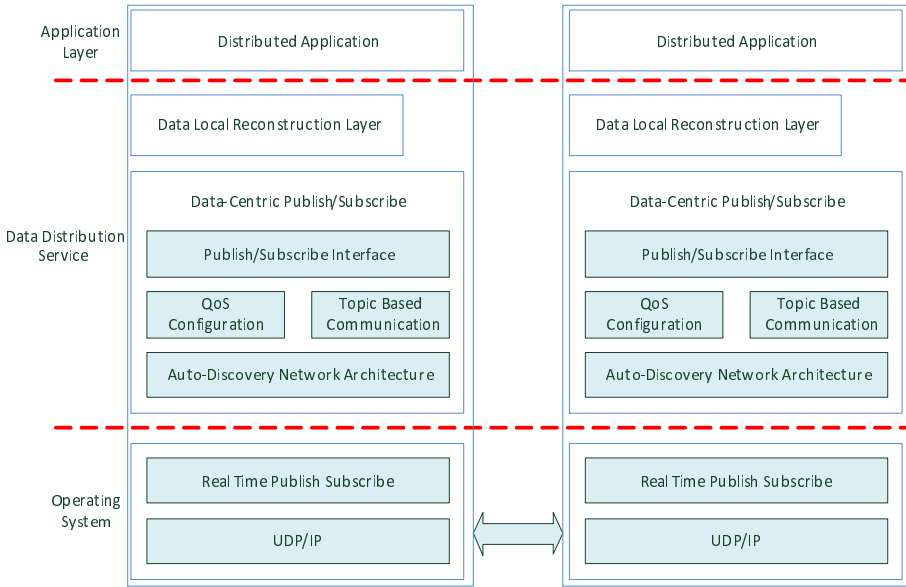 Application
Layer
Distributed Application
Distributed Application
Data Local Reconstruction Layer
Data Local Reconstruction Layer
Data Distribution
Service
Data-Centric Publish/Subscribe
Publish/Subscribe Interface
QoS
Configuration
Topic Based
Communication
Auto-Discovery Network Architecture
Data-Centric Publish/Subscribe
Publish/Subscribe Interface
QoS
Configuration
Topic Based
Communication
Auto-Discovery Network Architecture
Operating
System
Real Time Publish Subscribe
UDP/IP
Real Time Publish Subscribe
UDP/IP